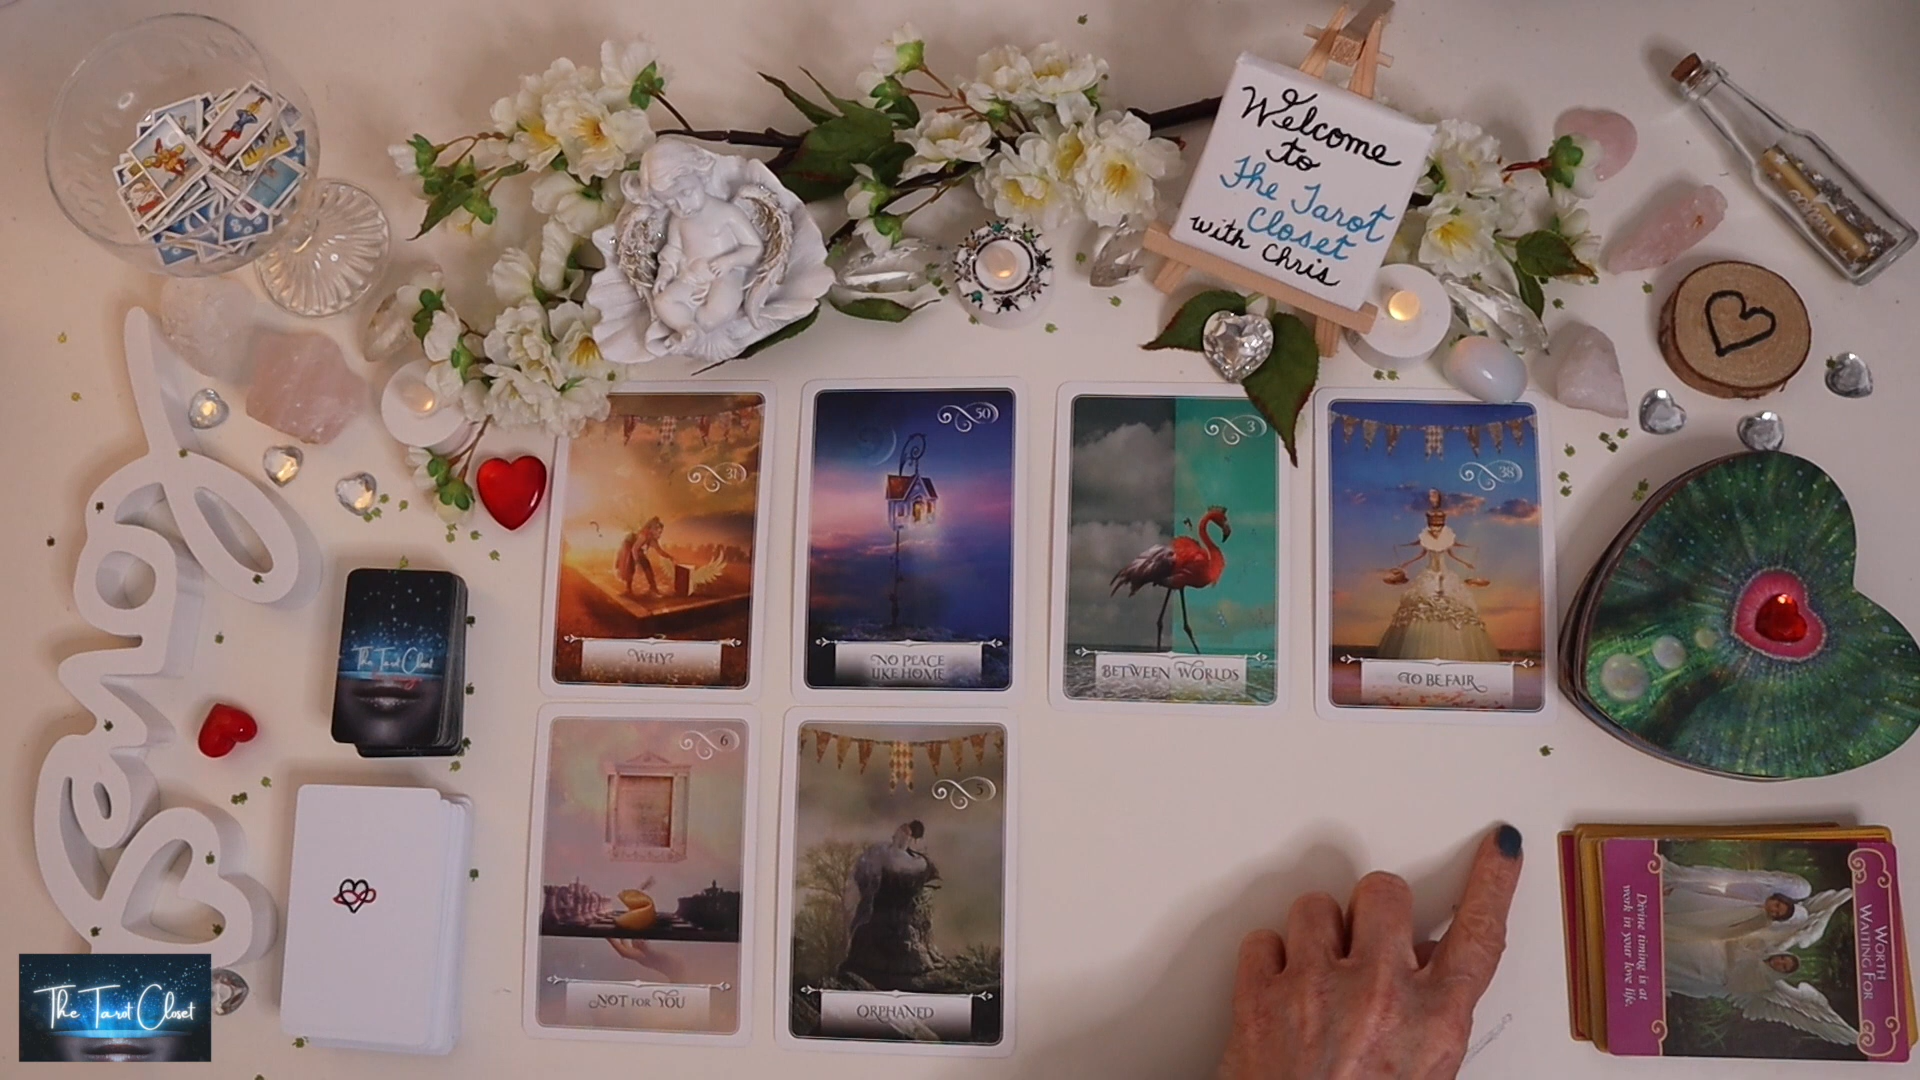 Welcome
to
The Tarot
Closet
with Chris
31
WHY?
50
NO PLACE
LIKE HOME
3
BETWEEN WORLDS
38
TO BE FAIR
6
NOT FOR YOU
5
ORPHANED
The Tarot Closet
WORTH
WAITING FOR
Divine timing is at
work in your love life.
The Tarot Closet